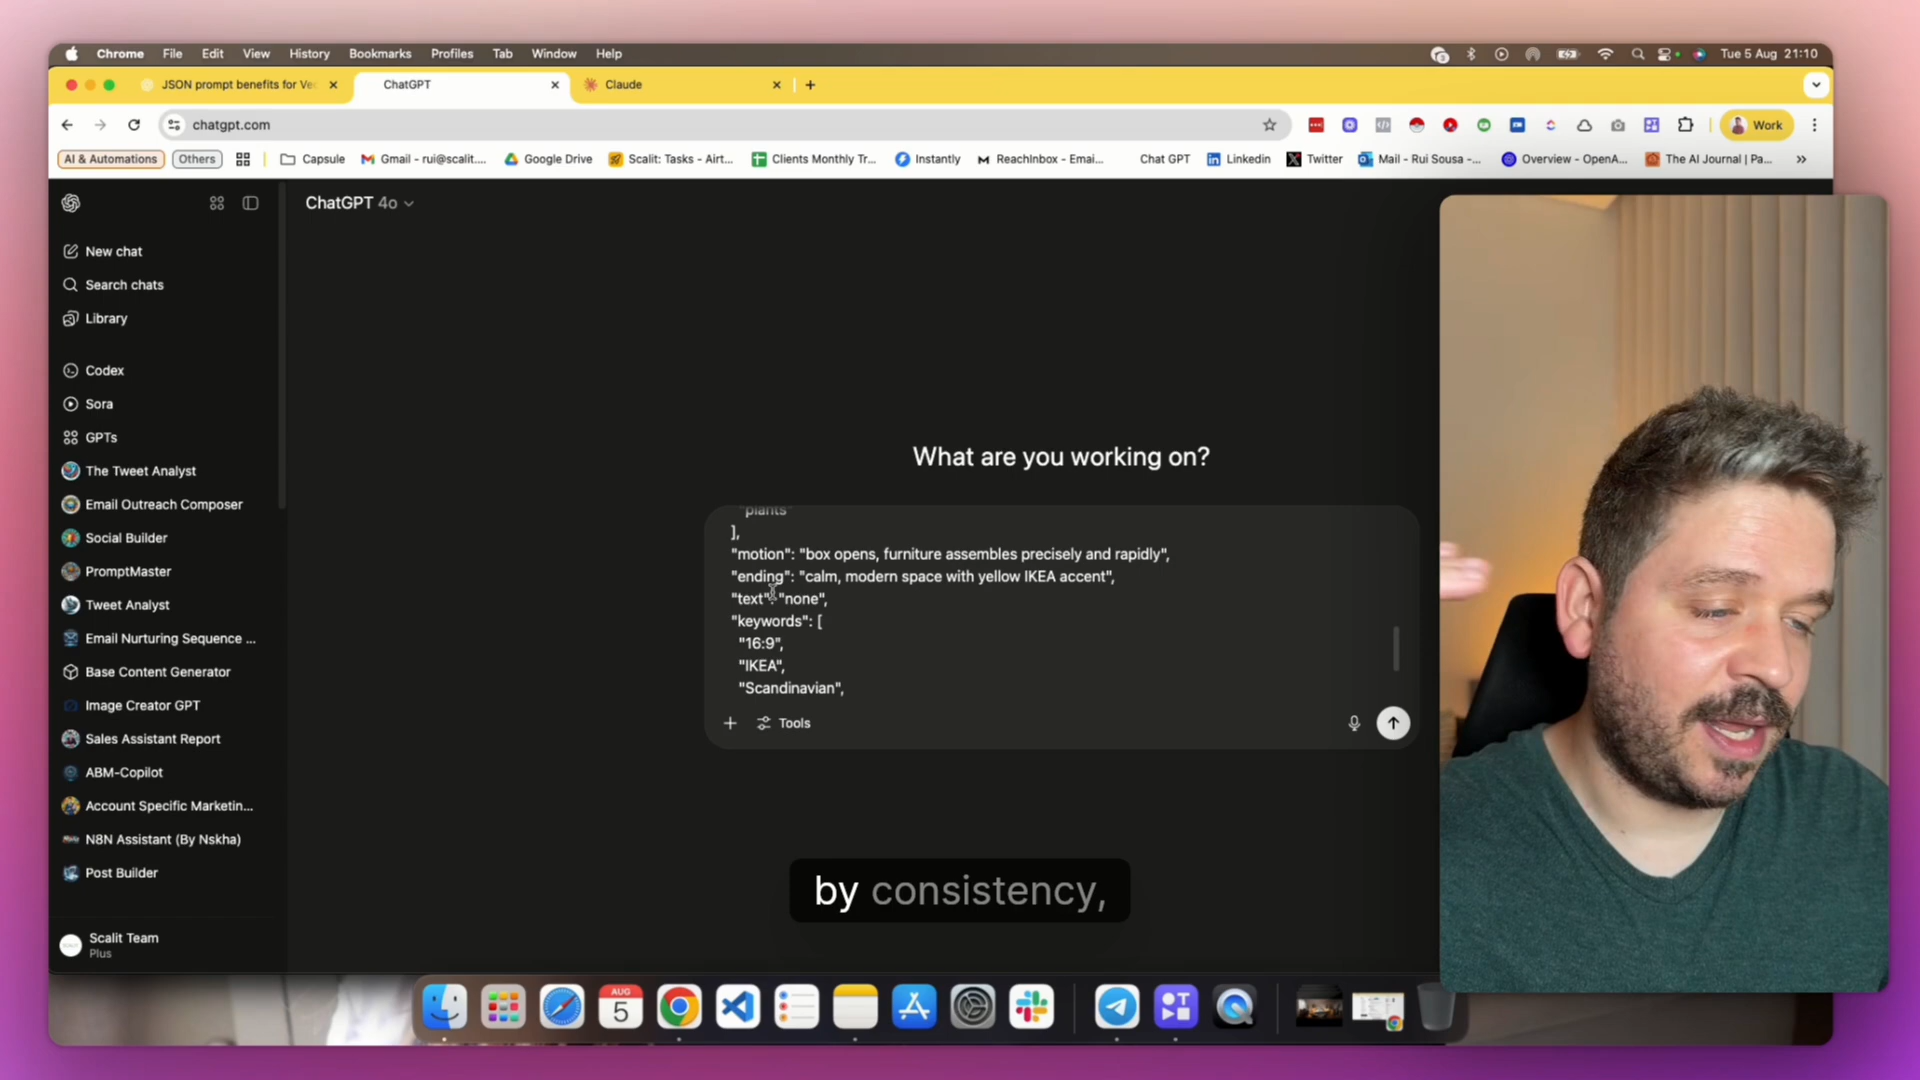 Chrome File Edit View History Bookmarks Profiles Tab Window Help
Tue 5 Aug 21:10
JSON prompt benefits for Vec
ChatGPT
Claude
chatgpt.com
Work
AI & Automations
Others
Capsule
Gmail - rui@scalit....
Google Drive
Scalit: Tasks - Airt...
Clients Monthly Tr...
Instantly
ReachInbox - Emai...
Chat GPT
Linkedin
Twitter
Mail - Rui Sousa -...
Overview - OpenA...
The AI Journal | Pa...
ChatGPT 4o
New chat
Search chats
Library
Codex
Sora
GPTs
The Tweet Analyst
Email Outreach Composer
Social Builder
PromptMaster
Tweet Analyst
Email Nurturing Sequence ...
Base Content Generator
Image Creator GPT
Sales Assistant Report
ABM-Copilot
Account Specific Marketin...
N8N Assistant (By Nskha)
Post Builder
Scalit Team
Plus
What are you working on?
"plants"
],
"motion": "box opens, furniture assembles precisely and rapidly",
"ending": "calm, modern space with yellow IKEA accent",
"text": "none",
"keywords": [
"16:9",
"IKEA",
"Scandinavian",
Tools
by consistency,
AUG
5